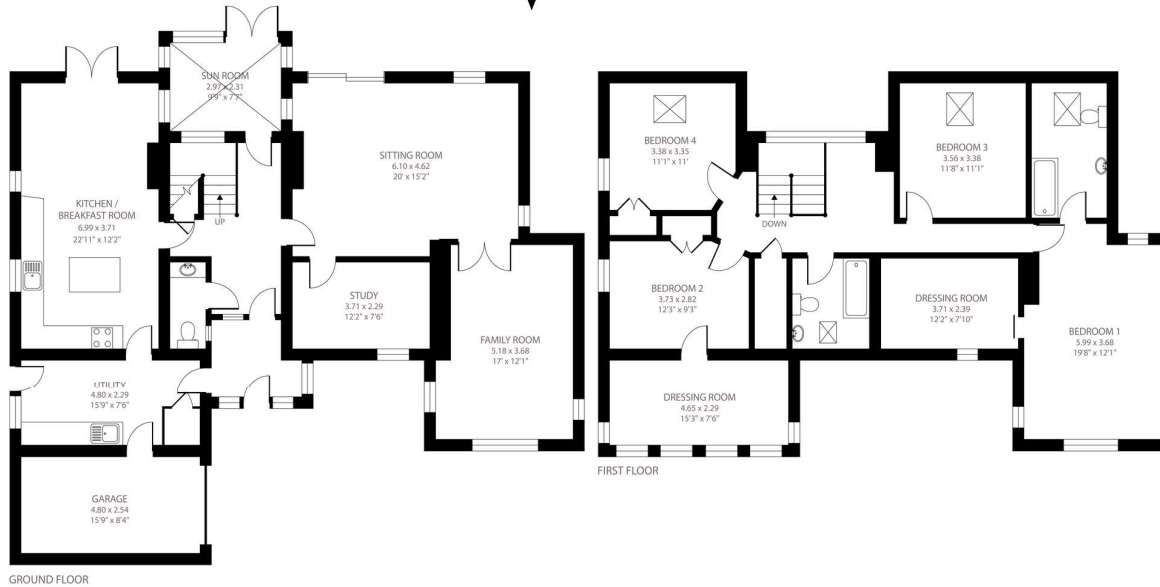 SUN ROOM
2.97 x 2.31
9'9" x 7'7"
SITTING ROOM
6.10 x 4.62
20' x 15'2"
KITCHEN /
BREAKFAST ROOM
6.99 x 3.71
22'11" x 12'2"
UP
STUDY
3.71 x 2.29
12'2" x 7'6"
FAMILY ROOM
5.18 x 3.68
17' x 12'1"
UTILITY
4.80 x 2.29
15'9" x 7'6"
GARAGE
4.80 x 2.54
15'9" x 8'4"
GROUND FLOOR
BEDROOM 4
3.38 x 3.35
11'1" x 11'
BEDROOM 3
3.56 x 3.38
11'8" x 11'1"
DOWN
BEDROOM 2
3.73 x 2.82
12'3" x 9'3"
DRESSING ROOM
3.71 x 2.39
12'2" x 7'10"
BEDROOM 1
5.99 x 3.68
19'8" x 12'1"
DRESSING ROOM
4.65 x 2.29
15'3" x 7'6"
FIRST FLOOR